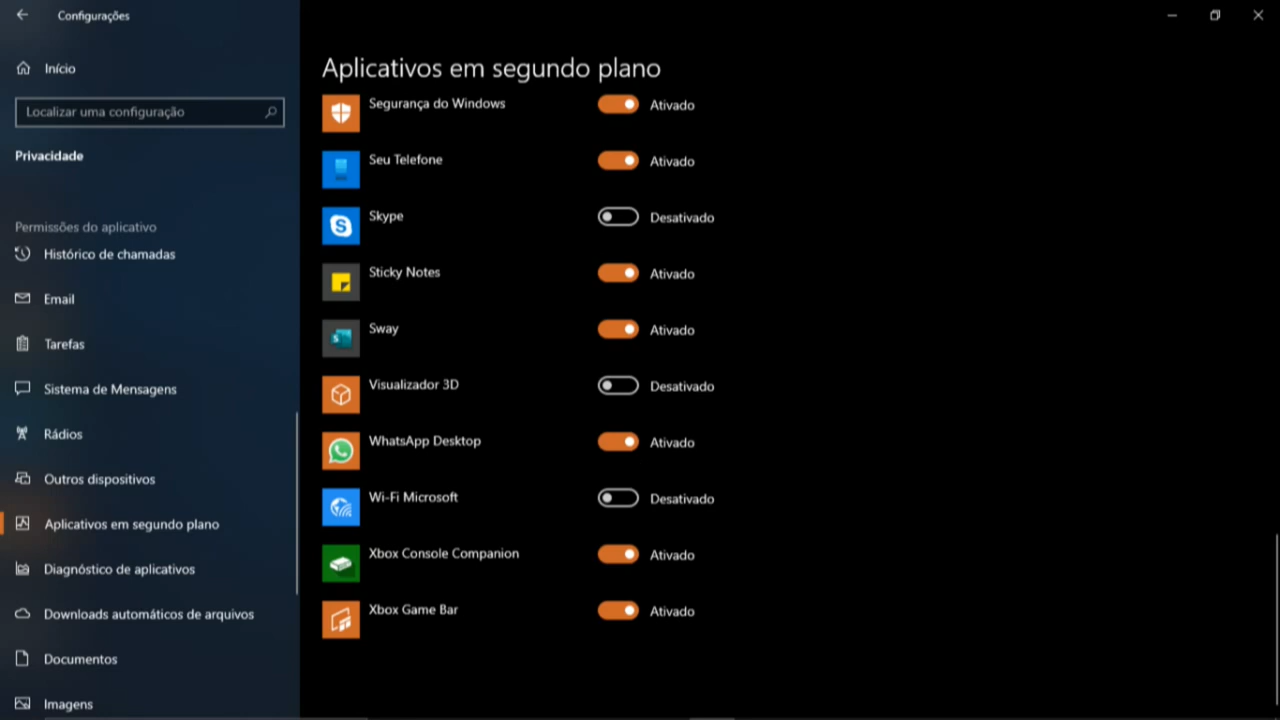 Configurações
Início
Localizar uma configuração
Privacidade
Permissões do aplicativo
Histórico de chamadas
Email
Tarefas
Sistema de Mensagens
Rádios
Outros dispositivos
Aplicativos em segundo plano
Diagnóstico de aplicativos
Downloads automáticos de arquivos
Documentos
Imagens
Aplicativos em segundo plano
Segurança do Windows Ativado
Seu Telefone Ativado
Skype Desativado
Sticky Notes Ativado
Sway Ativado
Visualizador 3D Desativado
WhatsApp Desktop Ativado
Wi-Fi Microsoft Desativado
Xbox Console Companion Ativado
Xbox Game Bar Ativado